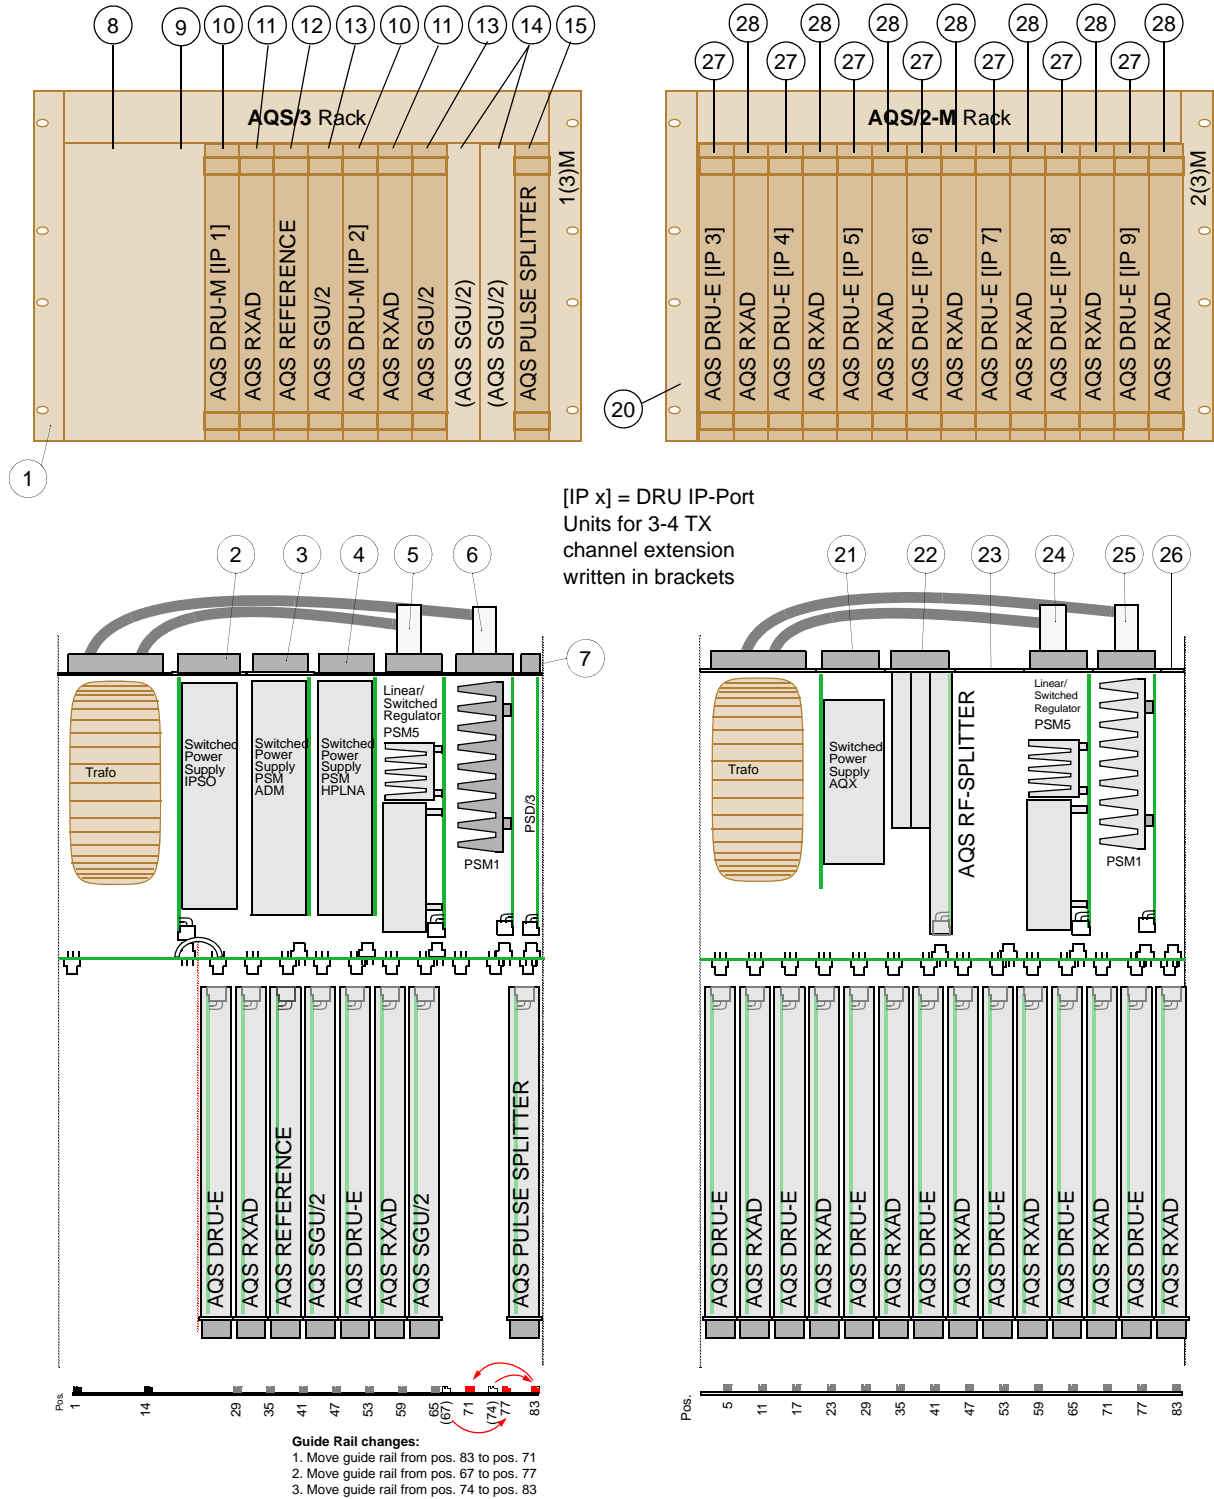 8 9 10 11 12 13 10 11 13 14 15
28 28 28 28 28 28 28
27 27 27 27 27 27 27
AQS/3 Rack
1(3)M
AQS DRU-M [IP 1]
AQS RXAD
AQS REFERENCE
AQS SGU/2
AQS DRU-M [IP 2]
AQS RXAD
AQS SGU/2
(AQS SGU/2)
(AQS SGU/2)
AQS PULSE SPLITTER
1
AQS/2-M Rack
2(3)M
AQS DRU-E [IP 3]
AQS RXAD
AQS DRU-E [IP 4]
AQS RXAD
AQS DRU-E [IP 5]
AQS RXAD
AQS DRU-E [IP 6]
AQS RXAD
AQS DRU-E [IP 7]
AQS RXAD
AQS DRU-E [IP 8]
AQS RXAD
AQS DRU-E [IP 9]
AQS RXAD
20
[IP x] = DRU IP-Port
Units for 3-4 TX
channel extension
written in brackets
2 3 4 5 6 7
Trafo
Switched
Power
Supply
IPSO
Switched
Power
Supply
PSM
ADM
Switched
Power
Supply
PSM
HPLNA
Linear/
Switched
Regulator
PSM5
PSM1
PSD/3
AQS DRU-E
AQS RXAD
AQS REFERENCE
AQS SGU/2
AQS DRU-E
AQS RXAD
AQS SGU/2
AQS PULSE SPLITTER
Pos. 1 14 29 35 41 47 53 59 65 (67) 71 (74) 77 83
Guide Rail changes:
1. Move guide rail from pos. 83 to pos. 71
2. Move guide rail from pos. 67 to pos. 77
3. Move guide rail from pos. 74 to pos. 83
21 22 23 24 25 26
Trafo
Switched
Power
Supply
AQX
AQS RF-SPLITTER
Linear/
Switched
Regulator
PSM5
PSM1
AQS DRU-E
AQS RXAD
AQS DRU-E
AQS RXAD
AQS DRU-E
AQS RXAD
AQS DRU-E
AQS RXAD
AQS DRU-E
AQS RXAD
AQS DRU-E
AQS RXAD
AQS DRU-E
AQS RXAD
Pos. 5 11 17 23 29 35 41 47 53 59 65 71 77 83